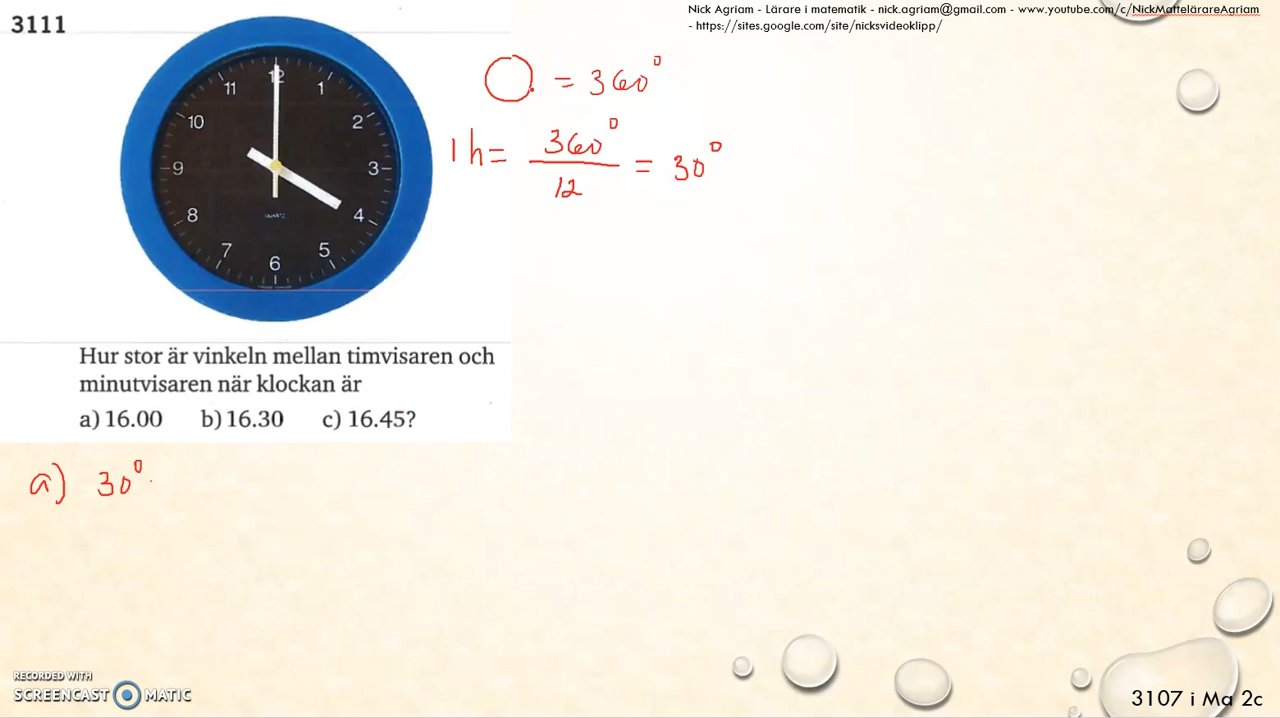 Nick Agriam - Lärare i matematik - nick.agriam@gmail.com - www.youtube.com/c/NickMattelärareAgriam
- https://sites.google.com/site/nicksvideoklipp/
3111
12
11 1
10 2
9 3
8 4
7 5
6
= 360°
1 h = 360° / 12 = 30°
Hur stor är vinkeln mellan timvisaren och
minutvisaren när klockan är
a) 16.00 b) 16.30 c) 16.45?
a) 30°
RECORDED WITH
SCREENCAST MATIC
3107 i Ma 2c